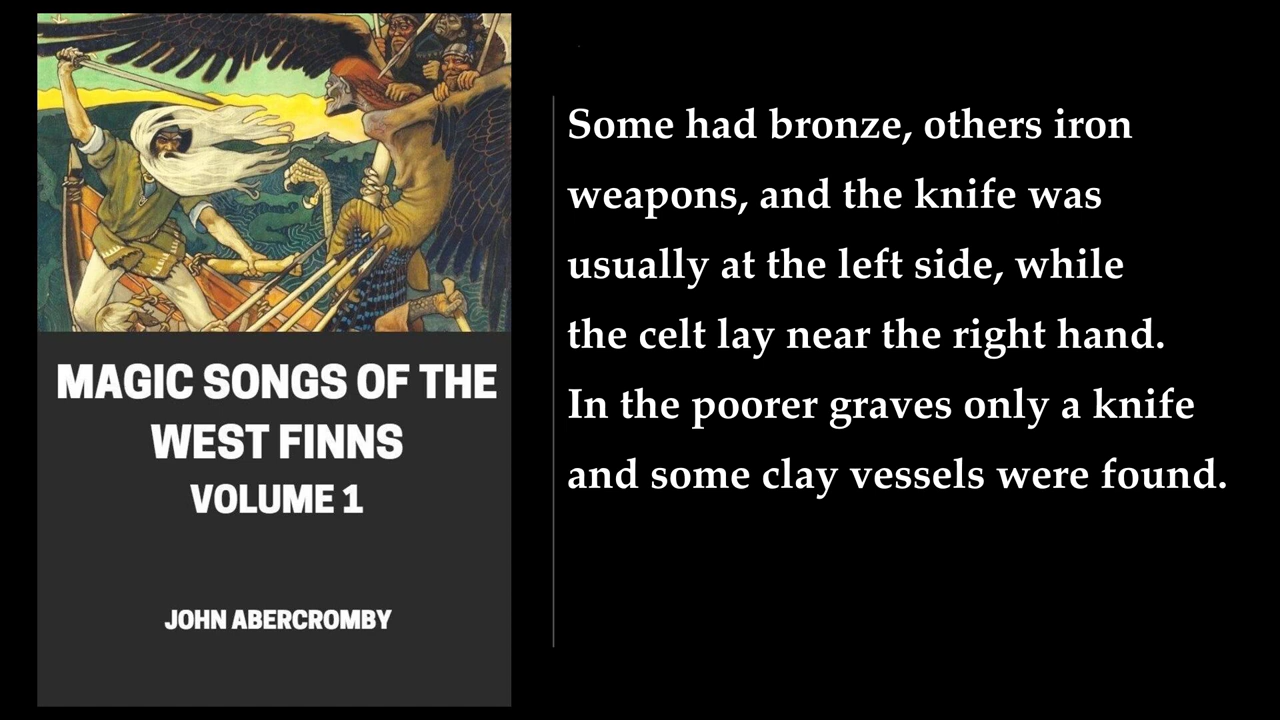 MAGIC SONGS OF THE
WEST FINNS
VOLUME 1
JOHN ABERCROMBY
Some had bronze, others iron
weapons, and the knife was
usually at the left side, while
the celt lay near the right hand.
In the poorer graves only a knife
and some clay vessels were found.